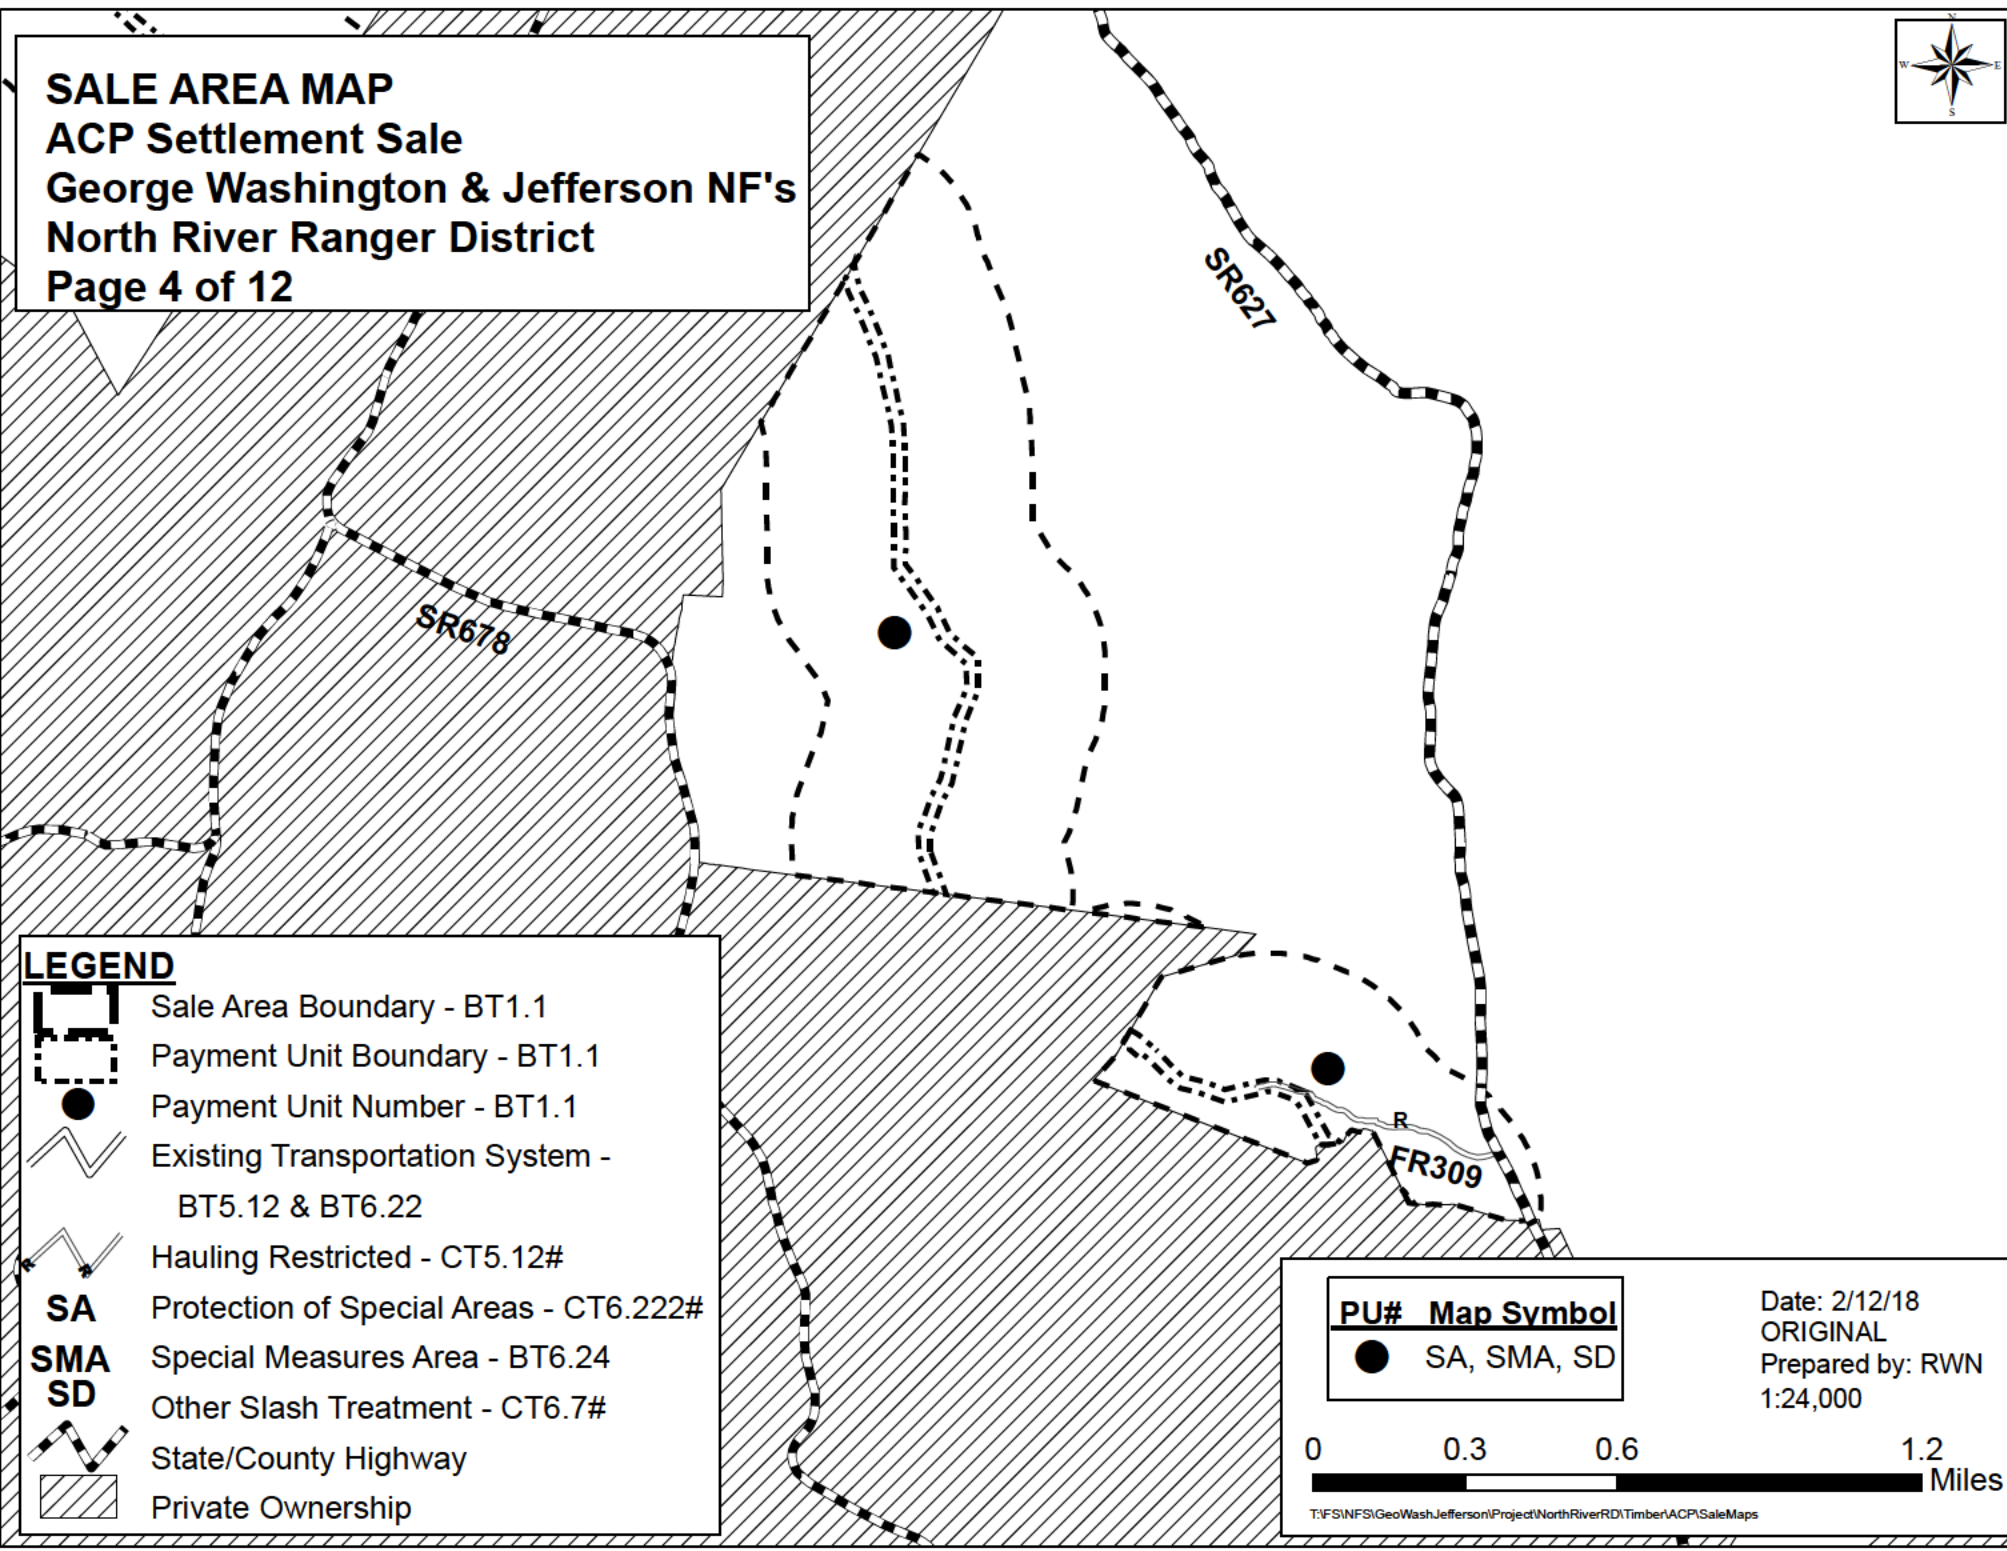 SALE AREA MAP
ACP Settlement Sale
George Washington & Jefferson NF's
North River Ranger District
Page 4 of 12
N
W
E
S
SR627
SR678
R
FR309
LEGEND
Sale Area Boundary - BT1.1
Payment Unit Boundary - BT1.1
Payment Unit Number - BT1.1
Existing Transportation System -
BT5.12 & BT6.22
R R Hauling Restricted - CT5.12#
SA Protection of Special Areas - CT6.222#
SMA Special Measures Area - BT6.24
SD Other Slash Treatment - CT6.7#
State/County Highway
Private Ownership
PU# Map Symbol
SA, SMA, SD
Date: 2/12/18
ORIGINAL
Prepared by: RWN
1:24,000
0 0.3 0.6 1.2
Miles
T:\FS\NFS\GeoWashJefferson\Project\NorthRiverRD\Timber\ACP\SaleMaps